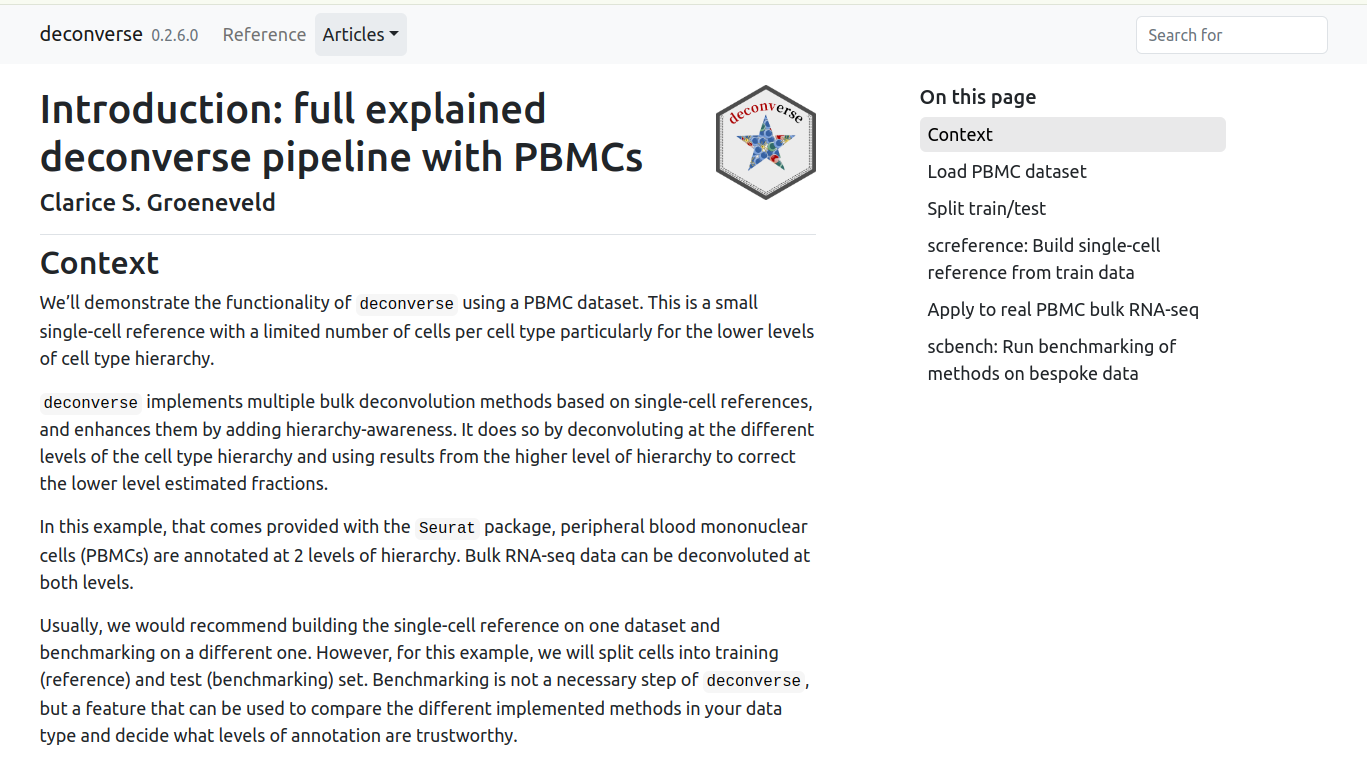 deconverse 0.2.6.0 Reference Articles Search for
Introduction: full explained
deconverse pipeline with PBMCs
Clarice S. Groeneveld
deconverse
Context
We’ll demonstrate the functionality of deconverse using a PBMC dataset. This is a small
single-cell reference with a limited number of cells per cell type particularly for the lower levels
of cell type hierarchy.
deconverse implements multiple bulk deconvolution methods based on single-cell references,
and enhances them by adding hierarchy-awareness. It does so by deconvoluting at the different
levels of the cell type hierarchy and using results from the higher level of hierarchy to correct
the lower level estimated fractions.
In this example, that comes provided with the Seurat package, peripheral blood mononuclear
cells (PBMCs) are annotated at 2 levels of hierarchy. Bulk RNA-seq data can be deconvoluted at
both levels.
Usually, we would recommend building the single-cell reference on one dataset and
benchmarking on a different one. However, for this example, we will split cells into training
(reference) and test (benchmarking) set. Benchmarking is not a necessary step of deconverse,
but a feature that can be used to compare the different implemented methods in your data
type and decide what levels of annotation are trustworthy.
On this page
Context
Load PBMC dataset
Split train/test
screference: Build single-cell
reference from train data
Apply to real PBMC bulk RNA-seq
scbench: Run benchmarking of
methods on bespoke data